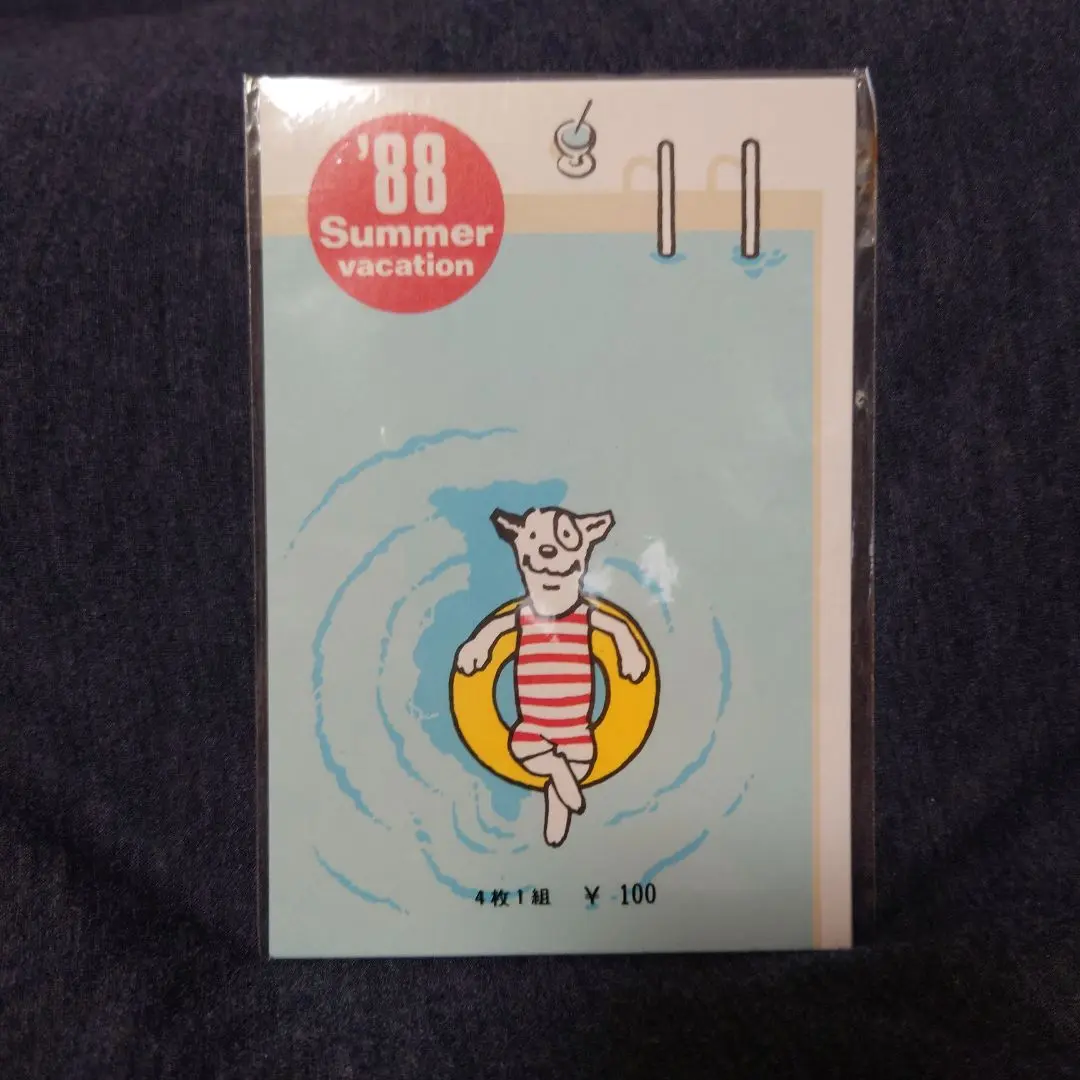 '88
Summer
vacation
4枚1組 ¥100